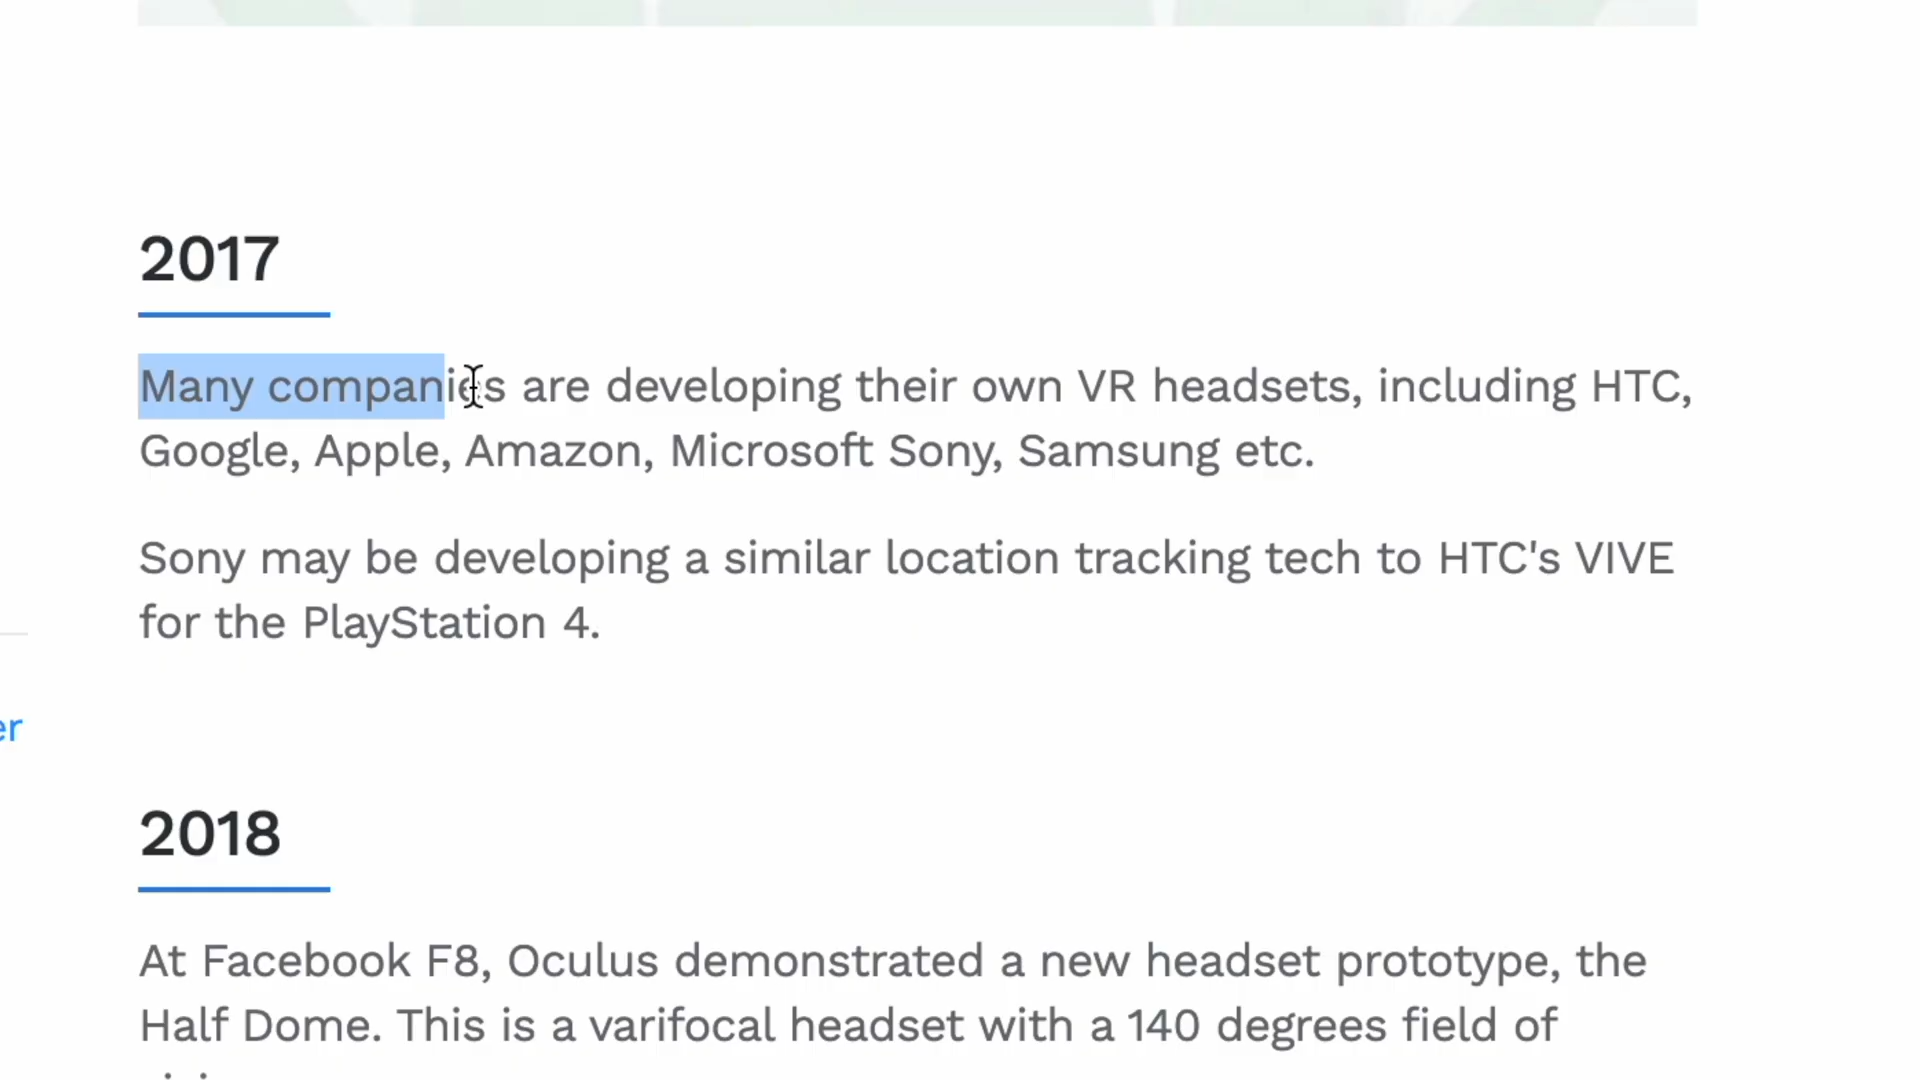 2017
Many companies are developing their own VR headsets, including HTC,
Google, Apple, Amazon, Microsoft Sony, Samsung etc.
Sony may be developing a similar location tracking tech to HTC's VIVE
for the PlayStation 4.
er
2018
At Facebook F8, Oculus demonstrated a new headset prototype, the
Half Dome. This is a varifocal headset with a 140 degrees field of